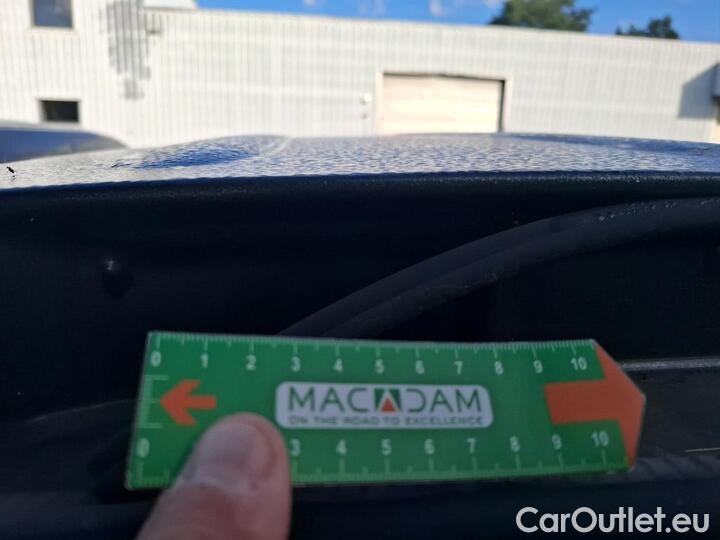 0 1 2 3 4 5 6 7 8 9 10
MACADAM
ON THE ROAD TO EXCELLENCE
0 3 4 5 6 7 8 9 10
CarOutlet.eu